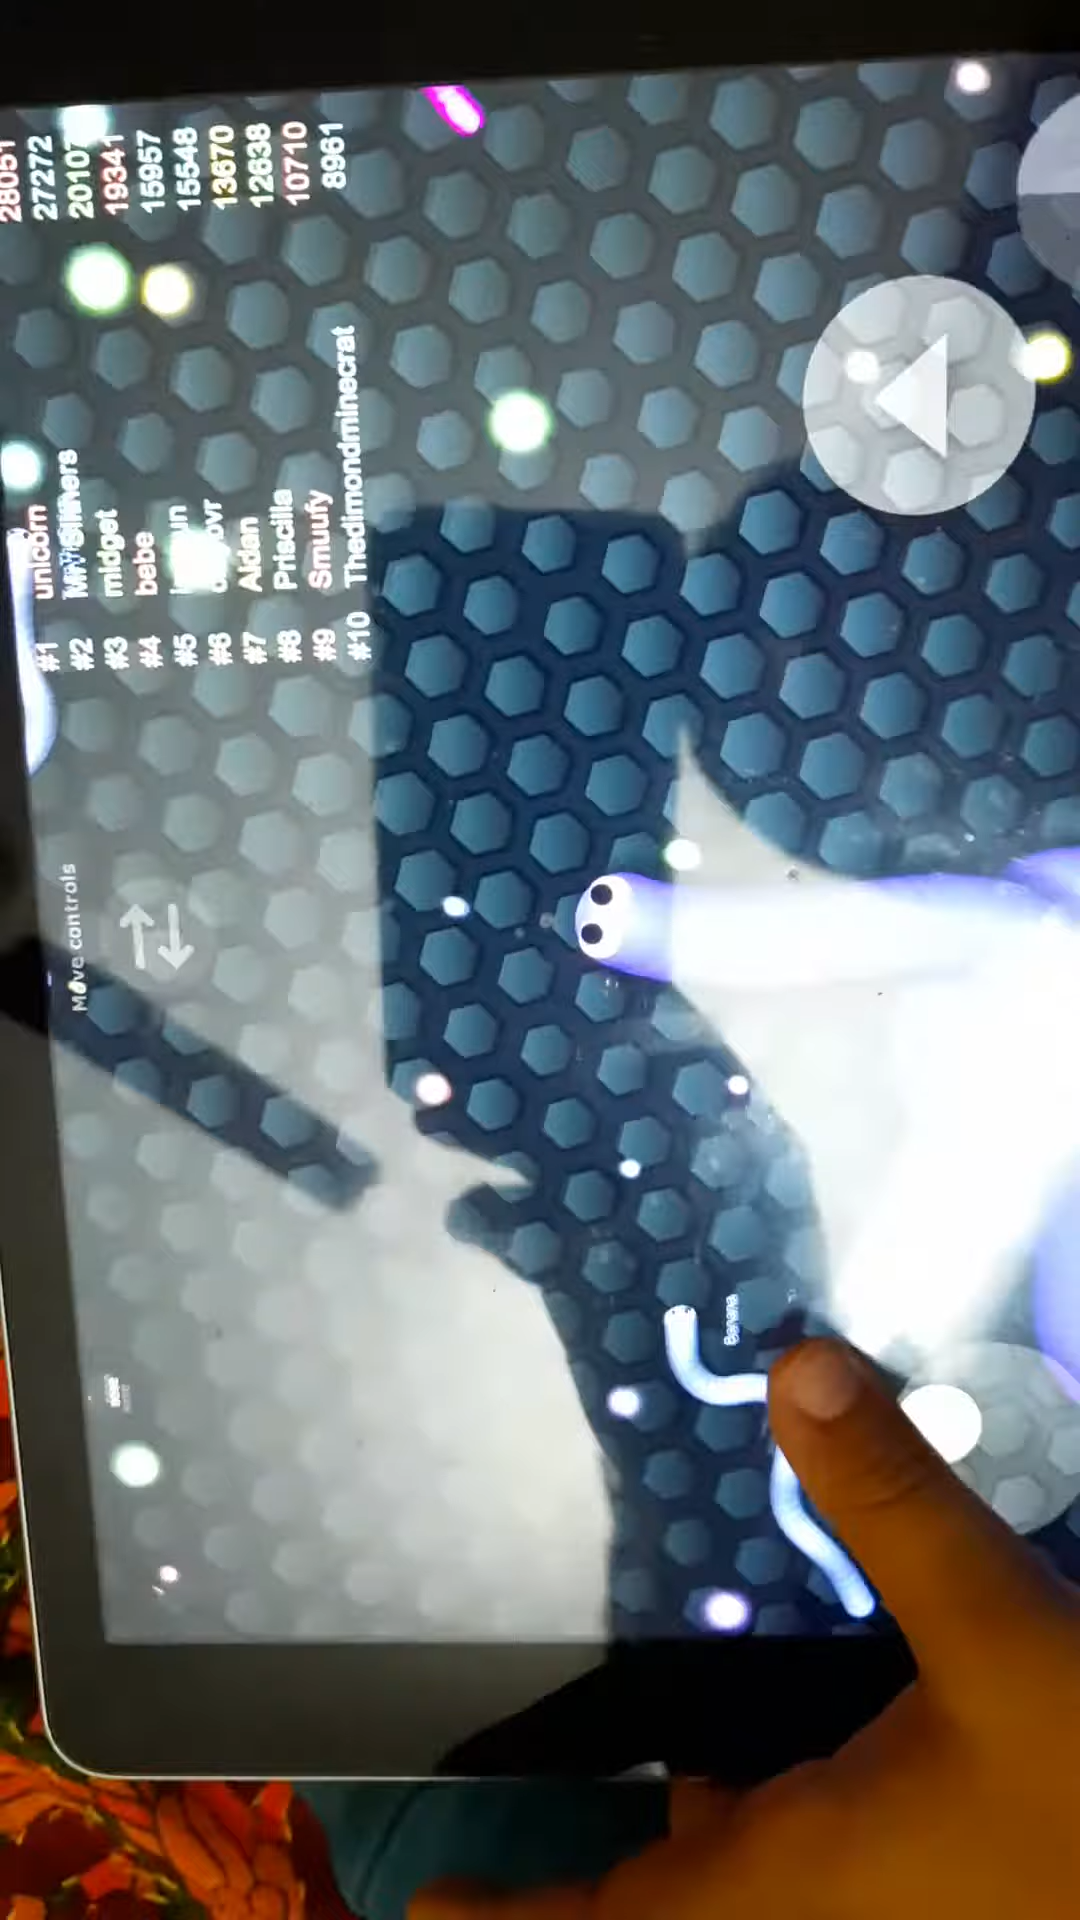 Move controls
#1 unicorn 28051
#2 27272
#3 midget 20107
#4 bebe 19341
#5 15957
#6 15548
#7 Aidan 13670
#8 Priscilla 12638
#9 Smuufy 10710
#10 Thedimondminecrat 8961
Banana